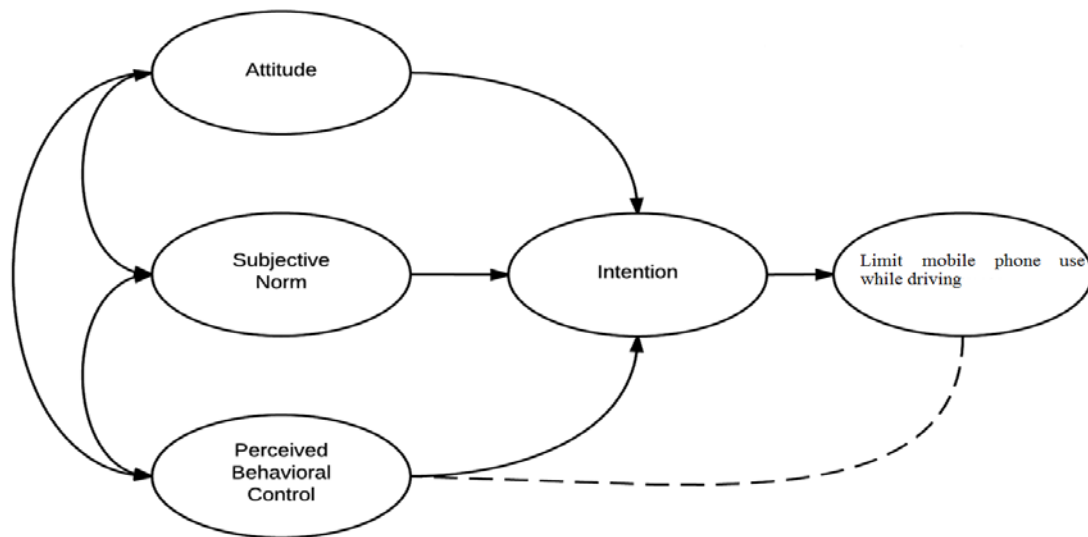 Attitude
Subjective
Norm
Intention
Limit mobile phone use
while driving
Perceived
Behavioral
Control